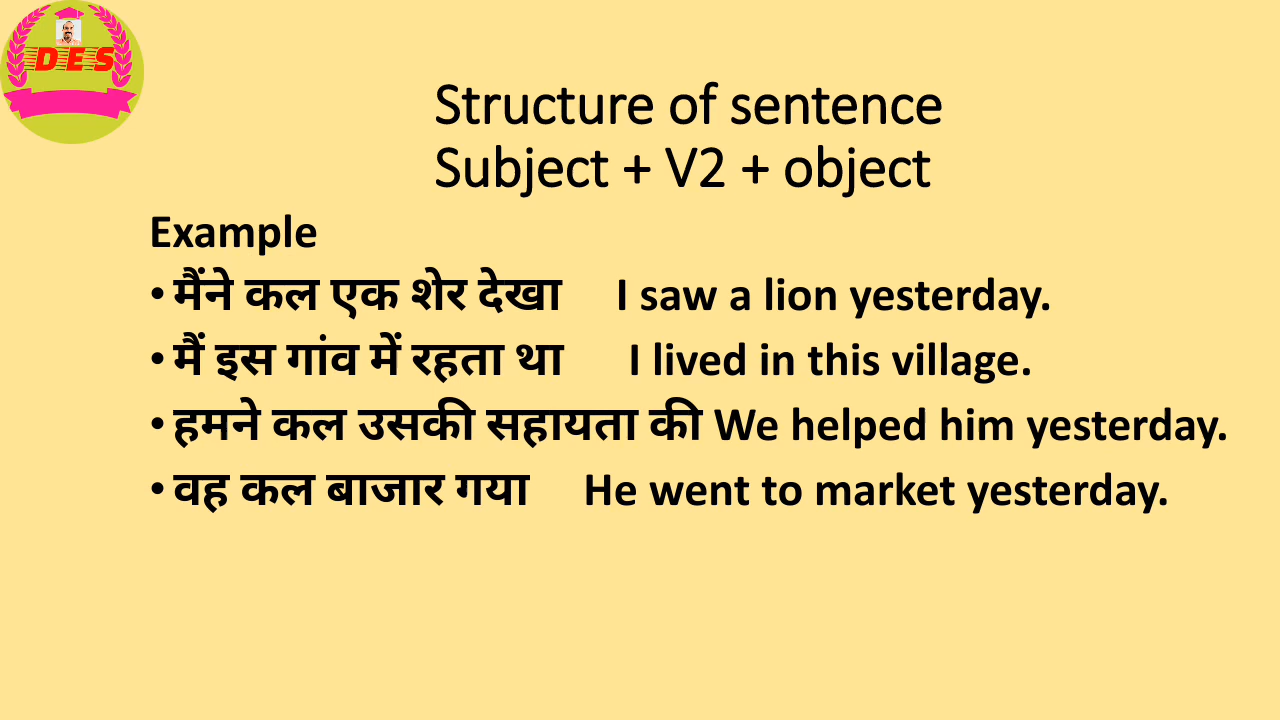 DES
Structure of sentence
Subject + V2 + object
Example
• मैंने कल एक शेर देखा I saw a lion yesterday.
• मैं इस गांव में रहता था I lived in this village.
• हमने कल उसकी सहायता की We helped him yesterday.
• वह कल बाजार गया He went to market yesterday.